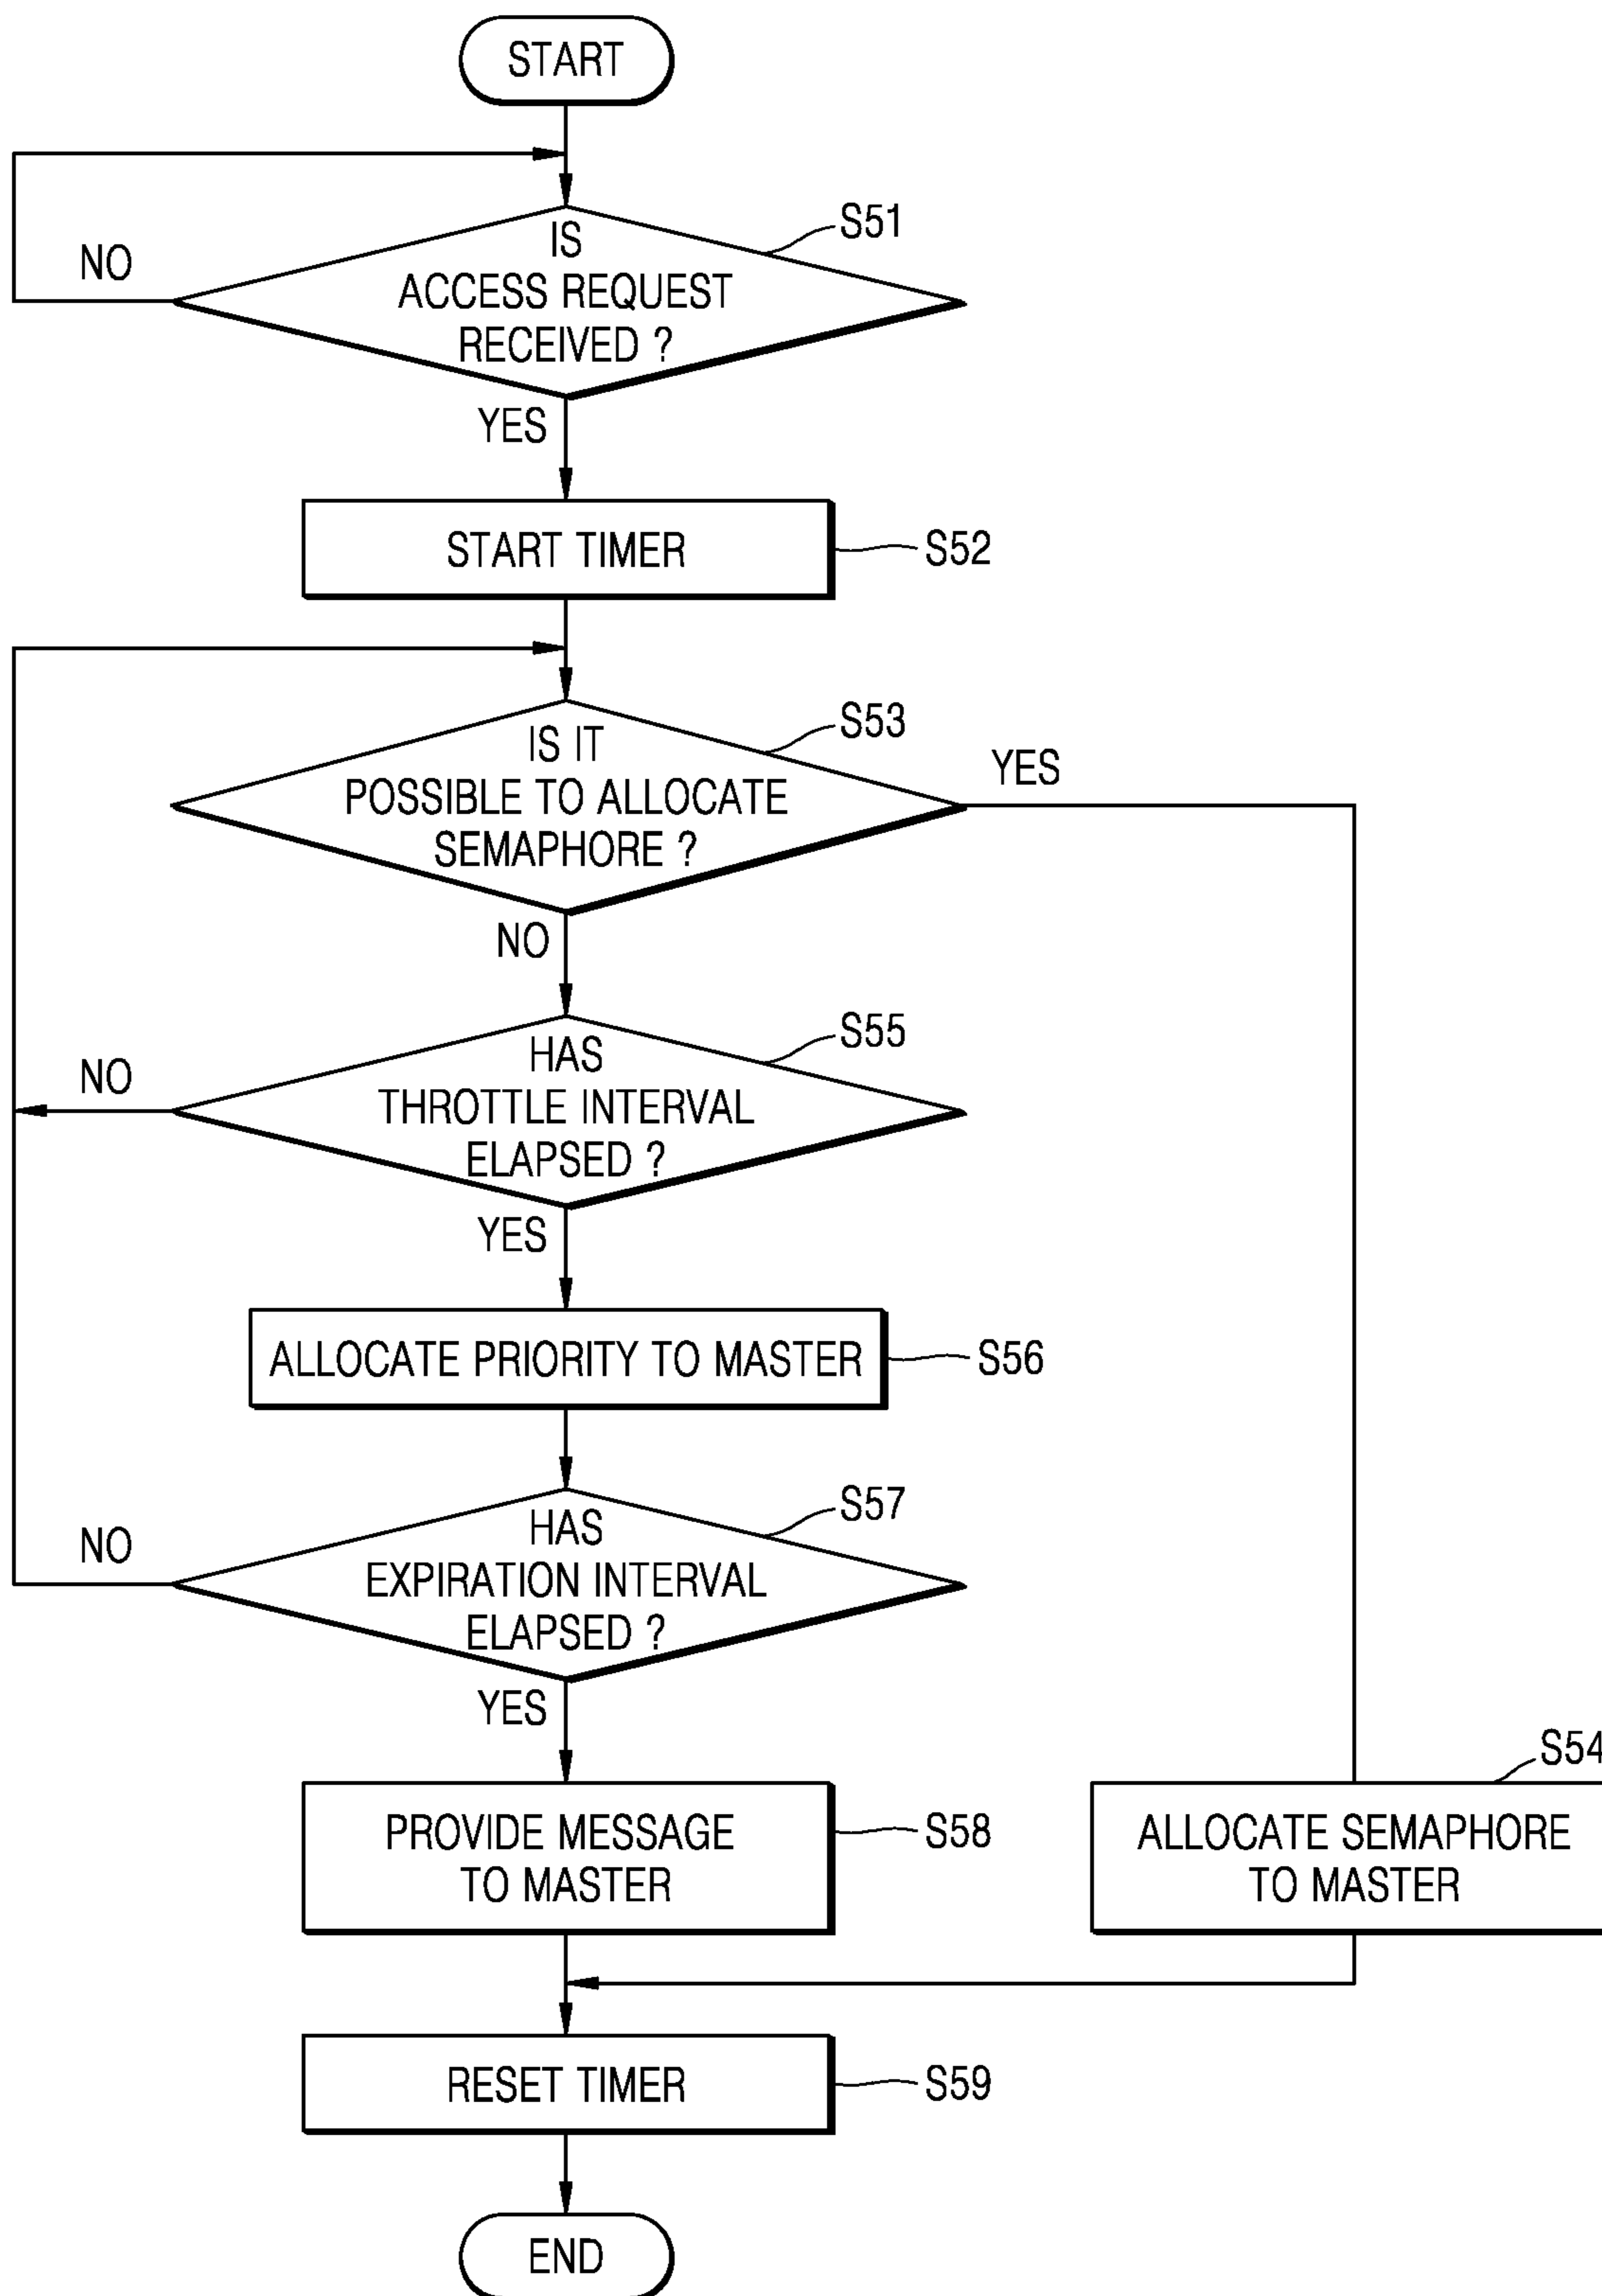 START
S51
NO
IS
ACCESS REQUEST
RECEIVED ?
YES
START TIMER
S52
S53
IS IT
POSSIBLE TO ALLOCATE
SEMAPHORE ?
YES
NO
S55
NO
HAS
THROTTLE INTERVAL
ELAPSED ?
YES
ALLOCATE PRIORITY TO MASTER
S56
S57
NO
HAS
EXPIRATION INTERVAL
ELAPSED ?
YES
S54
PROVIDE MESSAGE
TO MASTER
S58
ALLOCATE SEMAPHORE
TO MASTER
RESET TIMER
S59
END